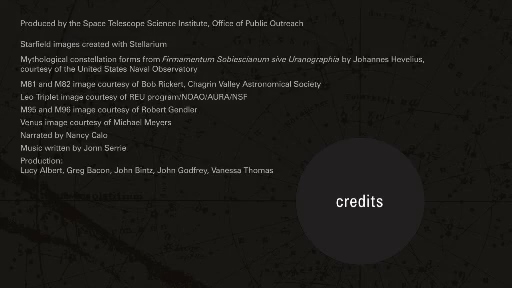 Produced by the Space Telescope Science Institute, Office of Public Outreach
Starfield images created with Stellarium
Mythological constellation forms from Firmamentum Sobiescianum sive Uranographia by Johannes Hevelius,
courtesy of the United States Naval Observatory
M81 and M82 image courtesy of Bob Rickert, Chagrin Valley Astronomical Society
Leo Triplet image courtesy of REU program/NOAO/AURA/NSF
M95 and M96 image courtesy of Robert Gendler
Venus image courtesy of Michael Meyers
Narrated by Nancy Calo
Music written by Jonn Serrie
Production:
Lucy Albert, Greg Bacon, John Bintz, John Godfrey, Vanessa Thomas
credits